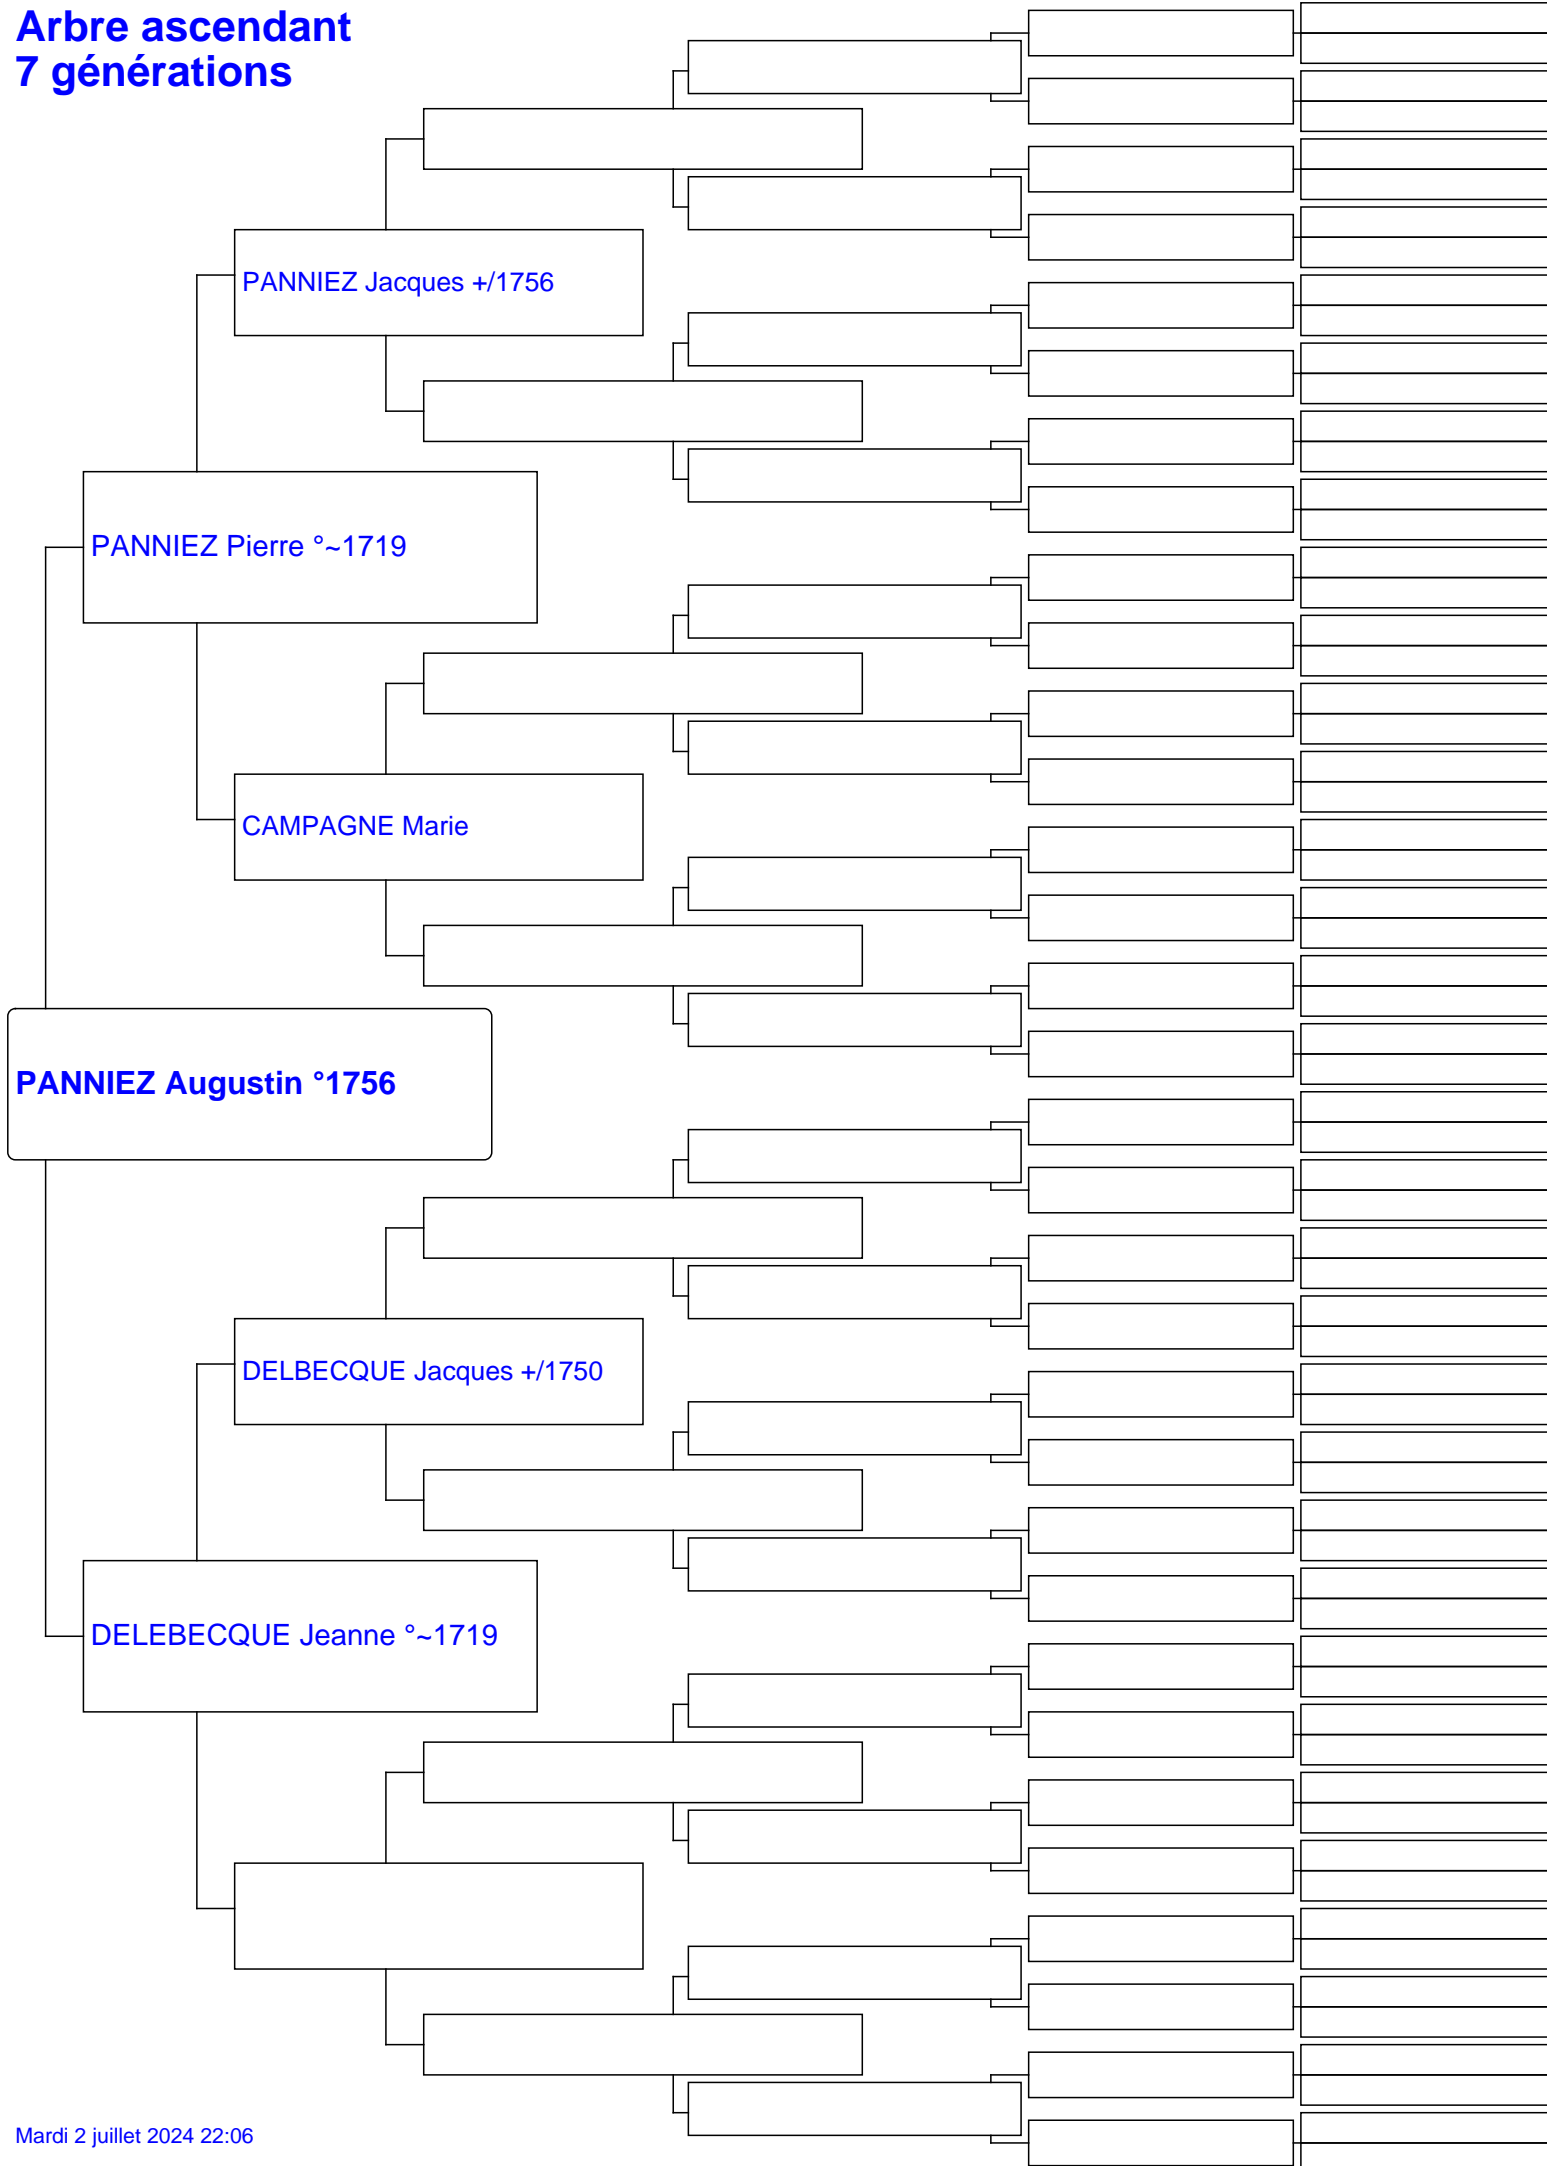 Arbre ascendant
7 générations
PANNIEZ Jacques +/1756
PANNIEZ Pierre °~1719
CAMPAGNE Marie
PANNIEZ Augustin °1756
DELBECQUE Jacques +/1750
DELEBECQUE Jeanne °~1719
Mardi 2 juillet 2024 22:06